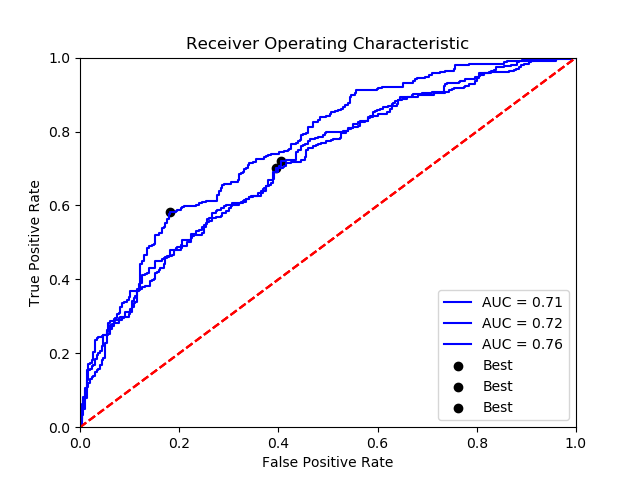 Receiver Operating Characteristic
1.0
0.8
0.6
0.4
0.2
0.0
True Positive Rate
AUC = 0.71
AUC = 0.72
AUC = 0.76
Best
Best
Best
0.0 0.2 0.4 0.6 0.8 1.0
False Positive Rate